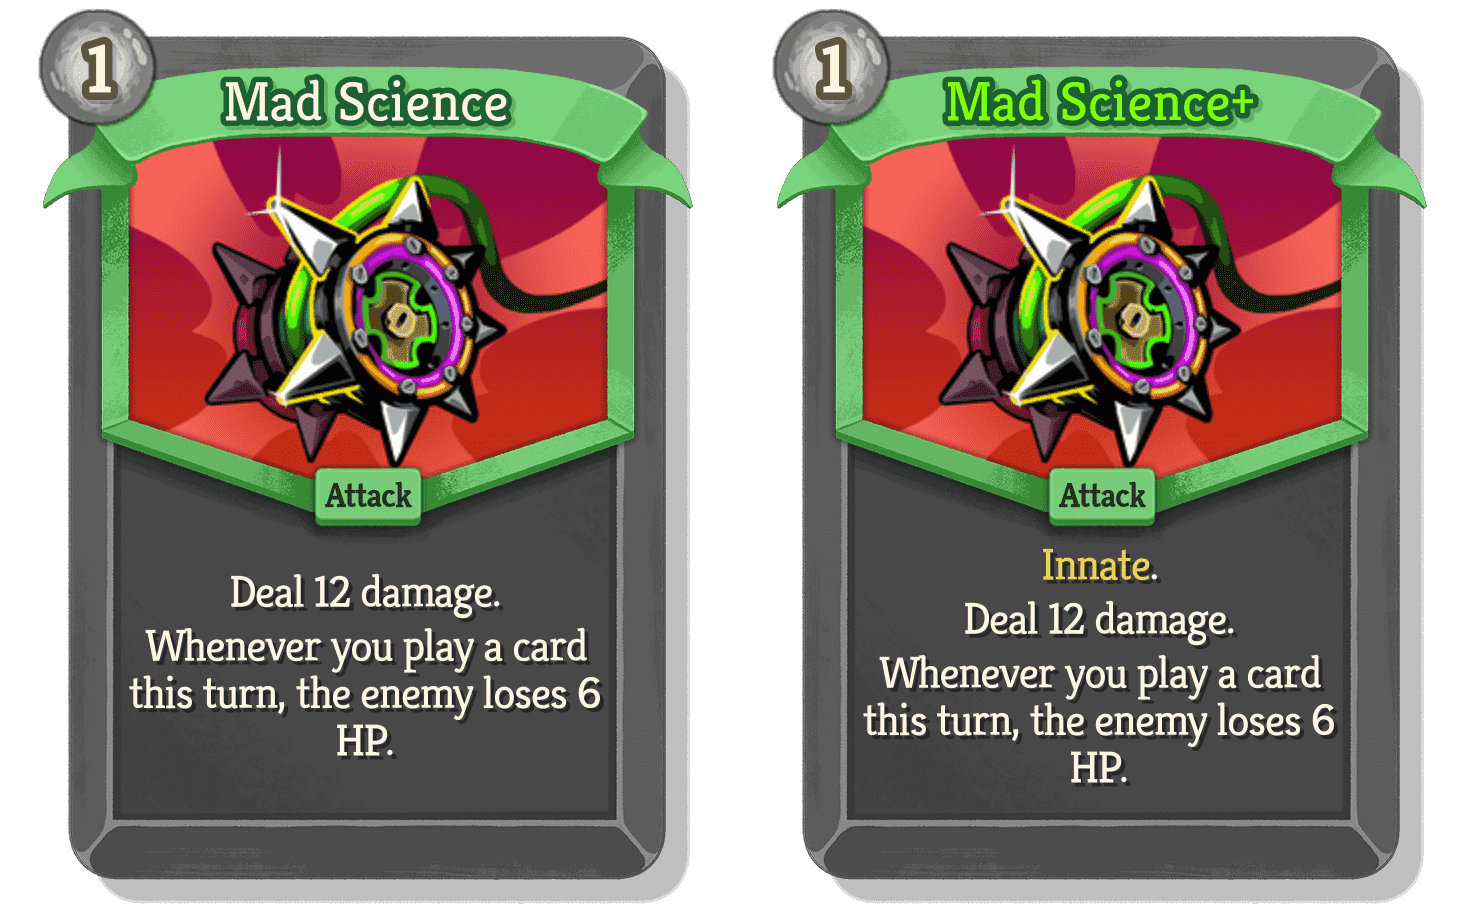 1
Mad Science
Attack
Deal 12 damage.
Whenever you play a card
this turn, the enemy loses 6
HP.
1
Mad Science+
Attack
Innate.
Deal 12 damage.
Whenever you play a card
this turn, the enemy loses 6
HP.